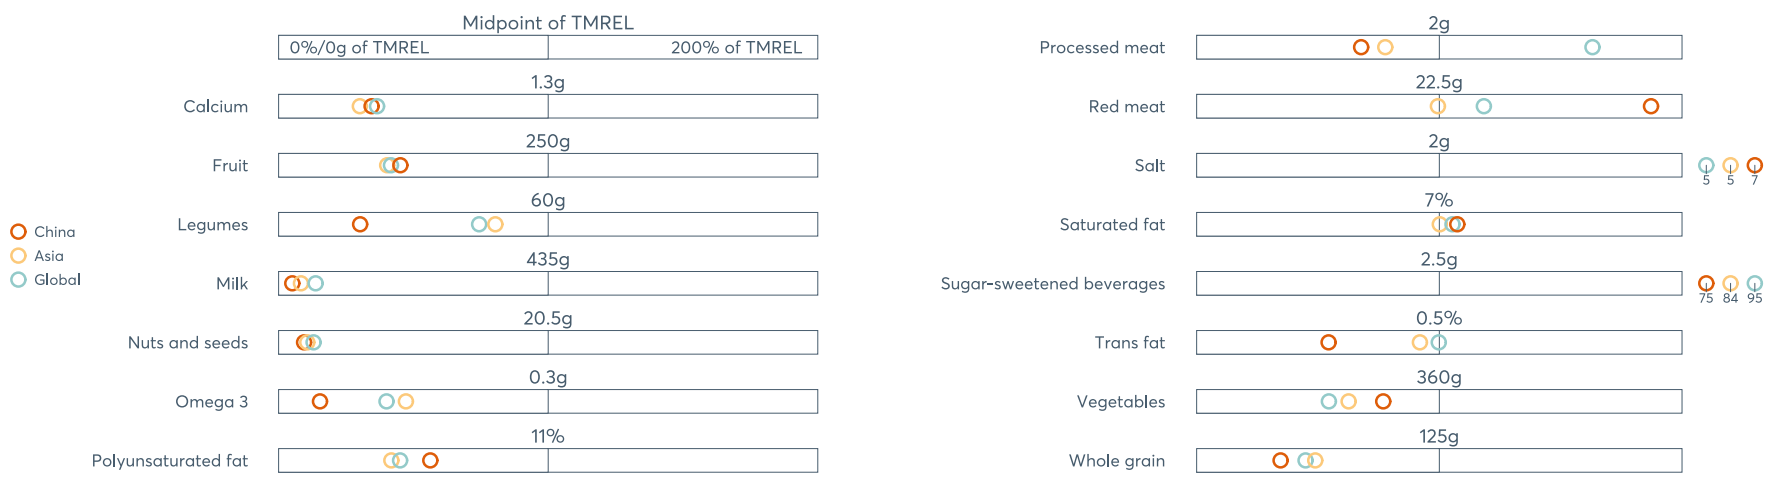 Midpoint of TMREL
0%/0g of TMREL 200% of TMREL
1.3g
Calcium
250g
Fruit
60g
Legumes
435g
Milk
20.5g
Nuts and seeds
0.3g
Omega 3
11%
Polyunsaturated fat
China
Asia
Global
2g
Processed meat
22.5g
Red meat
2g
Salt
5 5 7
7%
Saturated fat
2.5g
Sugar-sweetened beverages
75 84 95
0.5%
Trans fat
360g
Vegetables
125g
Whole grain